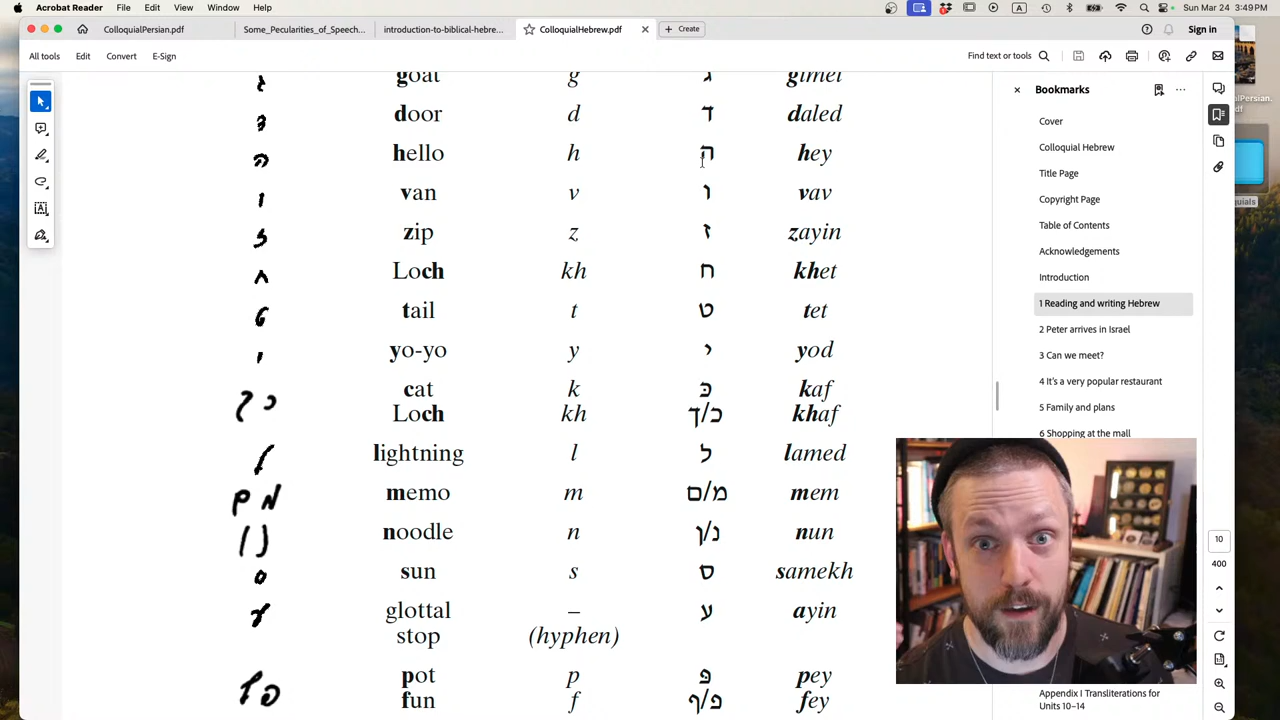 Acrobat Reader File Edit View Window Help
A Sun Mar 24 3:49 PM
ColloquialPersian.pdf Some_Pecularities_of_Speech... introduction-to-biblical-hebre... ColloquialHebrew.pdf Create
Sign in
All tools Edit Convert E-Sign
Find text or tools
goat g ג gimel
door d ד daled
hello h ה hey
van v ו vav
zip z ז zayin
Loch kh ח khet
tail t ט tet
yo-yo y י yod
cat k כּ kaf
Loch kh כ/ך khaf
lightning l ל lamed
memo m מ/ם mem
noodle n נ/ן nun
sun s ס samekh
glottal – ע ayin
stop (hyphen)
pot p פּ pey
fun f פ/ף fey
Bookmarks
Cover
Colloquial Hebrew
Title Page
Copyright Page
Table of Contents
Acknowledgements
Introduction
1 Reading and writing Hebrew
2 Peter arrives in Israel
3 Can we meet?
4 It's a very popular restaurant
5 Family and plans
6 Shopping at the mall
Appendix I Transliterations for
Units 10–14
10
400